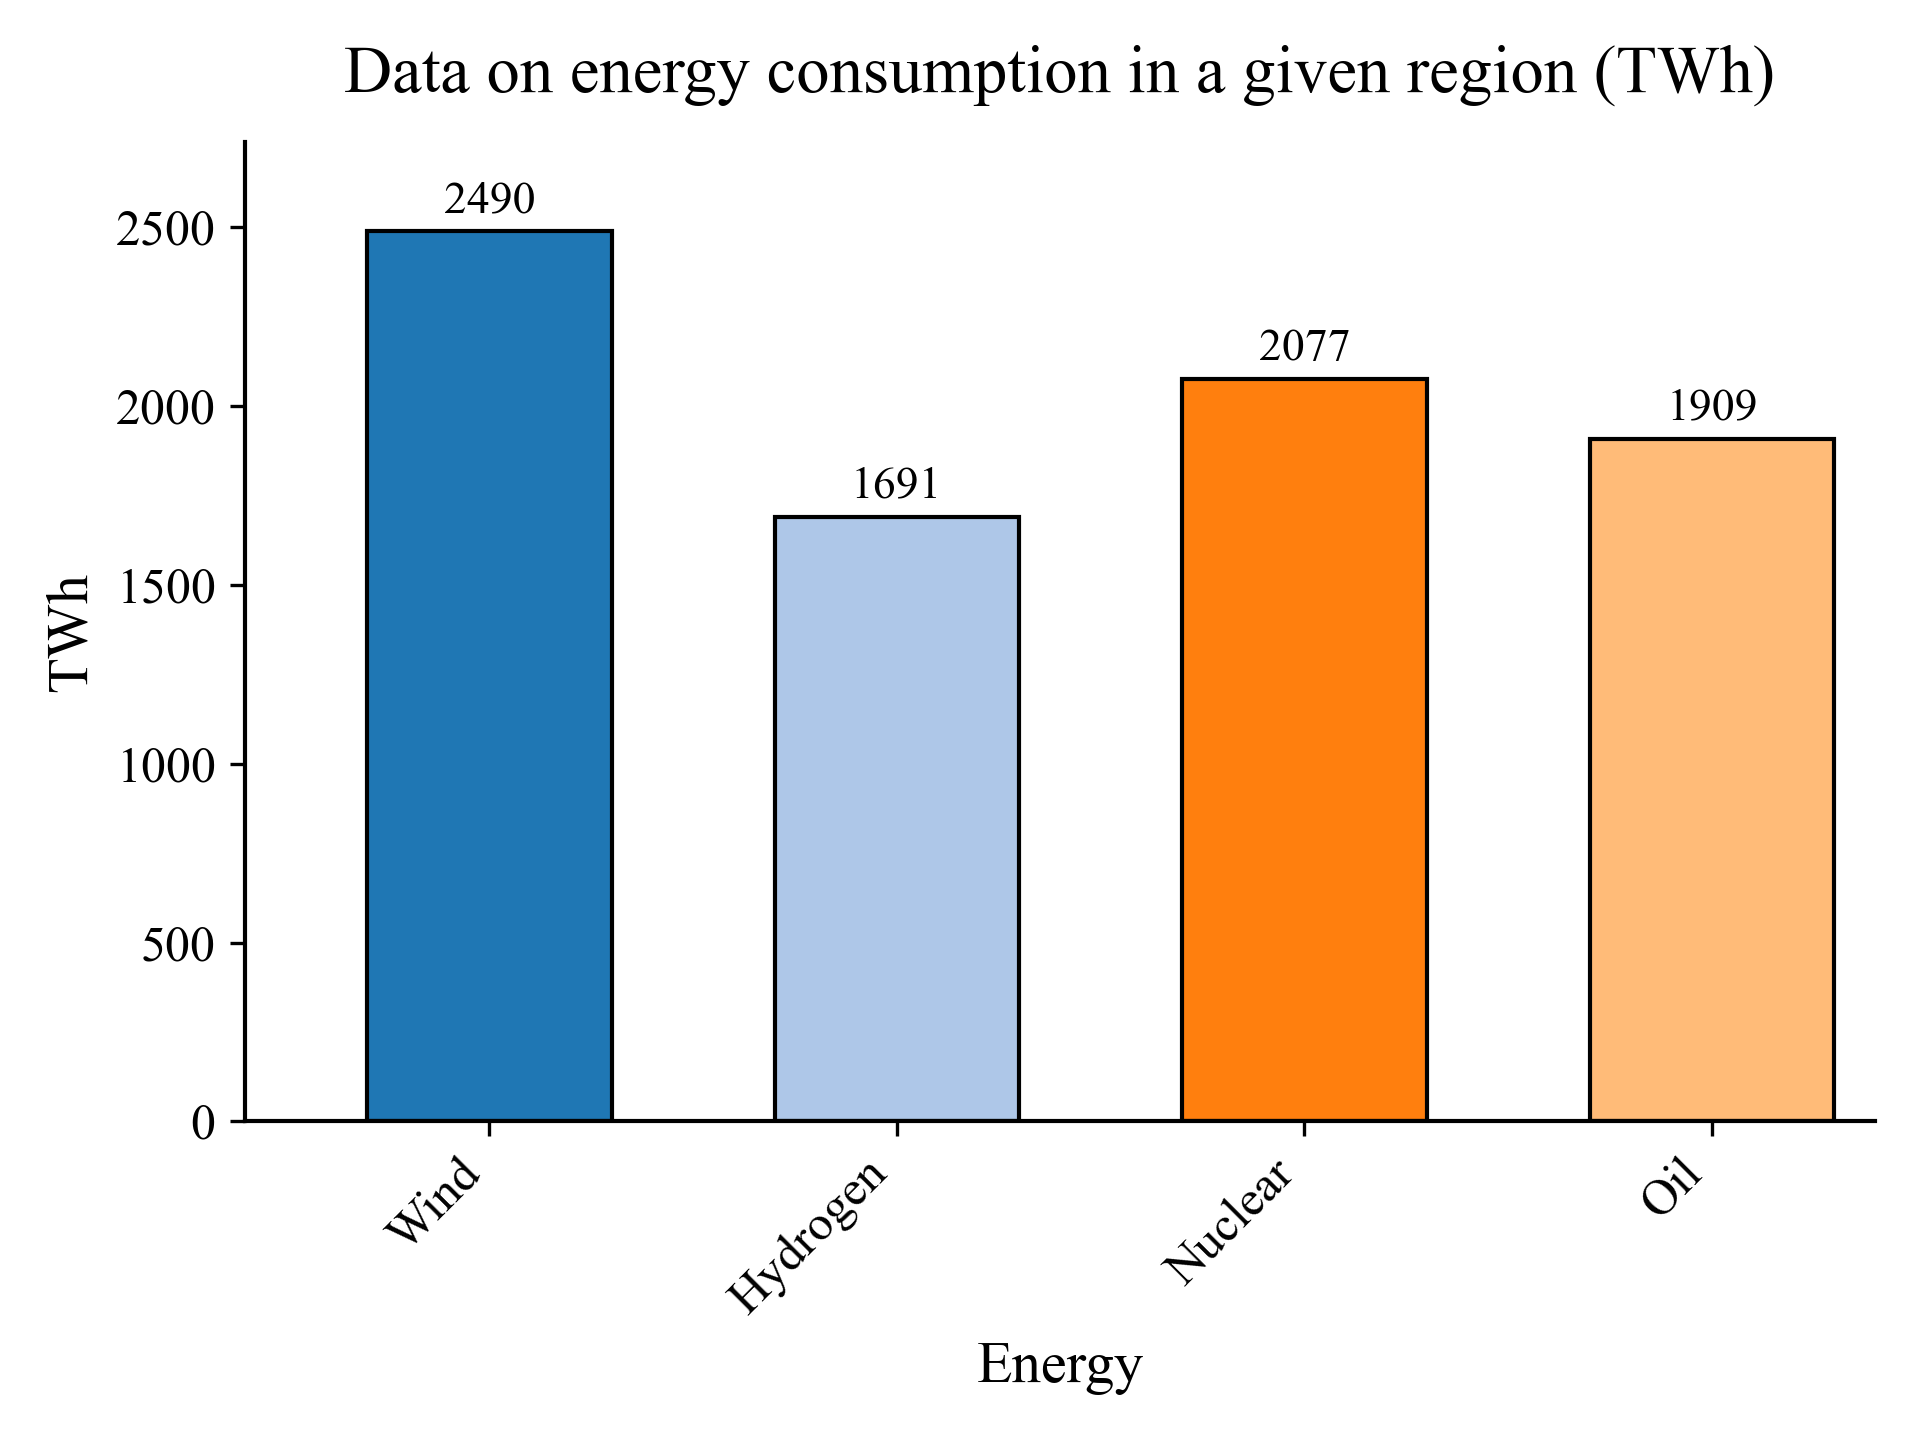 Data on energy consumption in a given region (TWh)
2490
1691
2077
1909
2500
2000
1500
1000
500
0
TWh
Wind
Hydrogen
Nuclear
Oil
Energy